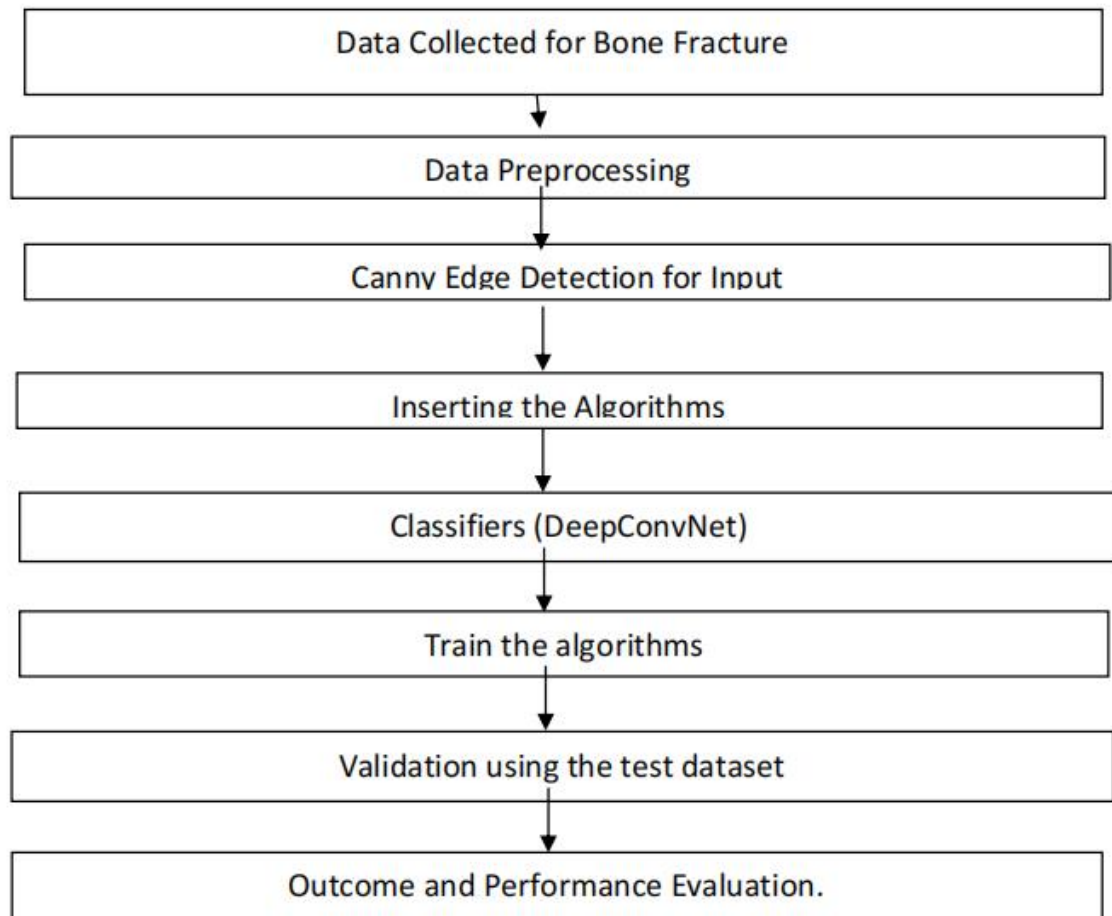 Data Collected for Bone Fracture
Data Preprocessing
Canny Edge Detection for Input
Inserting the Algorithms
Classifiers (DeepConvNet)
Train the algorithms
Validation using the test dataset
Outcome and Performance Evaluation.